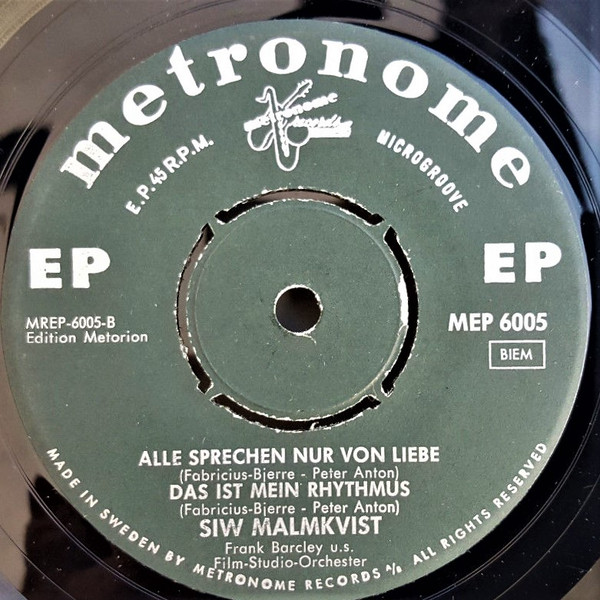 metronome
metronome
records
E.P. 45 R.P.M.
MICROGROOVE
EP
EP
MREP-6005-B
Edition Metorion
MEP 6005
BIEM
ALLE SPRECHEN NUR VON LIEBE
(Fabricius-Bjerre - Peter Anton)
DAS IST MEIN RHYTHMUS
(Fabricius-Bjerre - Peter Anton)
SIW MALMKVIST
Frank Barcley u.s.
Film-Studio-Orchester
MADE IN SWEDEN BY METRONOME RECORDS A/s ALL RIGHTS RESERVED